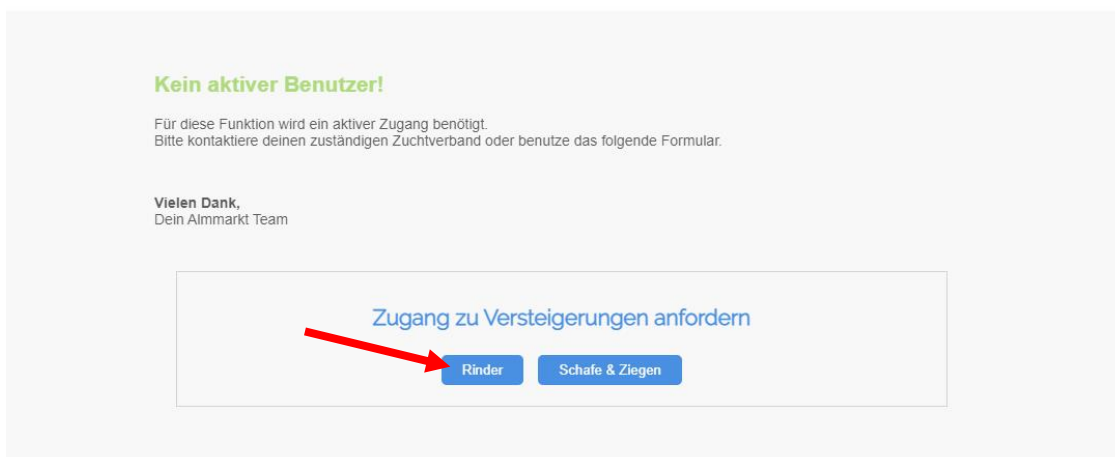 Kein aktiver Benutzer!
Für diese Funktion wird ein aktiver Zugang benötigt.
Bitte kontaktiere deinen zuständigen Zuchtverband oder benutze das folgende Formular.
Vielen Dank,
Dein Almmarkt Team
Zugang zu Versteigerungen anfordern
Rinder Schafe & Ziegen